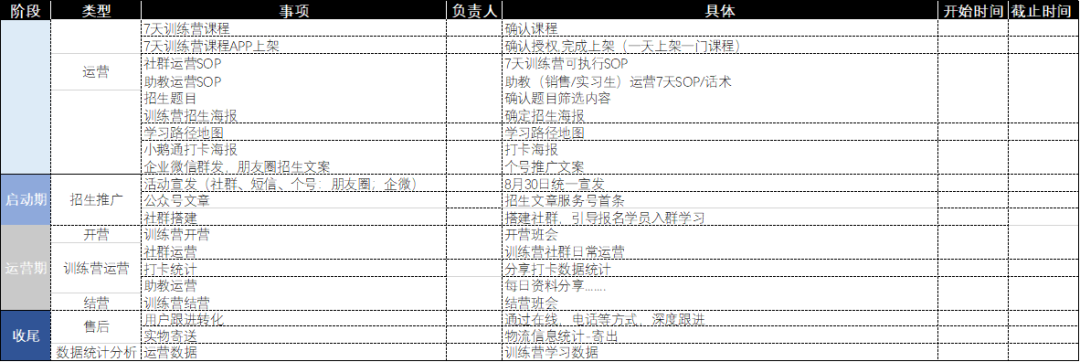 阶段 类型 事项 负责人 具体 开始时间 截止时间
7天训练营课程 确认课程
7天训练营课程APP上架 确认授权,完成上架（一天上架一门课程）
运营 社群运营SOP 7天训练营可执行SOP
助教运营SOP 助教（销售/实习生）运营7天SOP/话术
招生题目 确认题目筛选内容
训练营招生海报 确定招生海报
学习路径地图 学习路径地图
小鹅通打卡海报 打卡海报
企业微信群发，朋友圈招生文案 个号推广文案
启动期 招生推广 活动宣发（社群、短信、个号：朋友圈；企微） 8月30日统一宣发
公众号文章 招生文章服务号首条
社群搭建 搭建社群，引导报名学员入群学习
运营期 开营 训练营开营 开营班会
训练营运营 社群运营 训练营社群日常运营
打卡统计 分享打卡数据统计
助教运营 每日资料分享.......
结营 训练营结营 结营班会
收尾 售后 用户跟进转化 通过在线，电话等方式，深度跟进
实物寄送 物流信息统计-寄出
数据统计分析 运营数据 训练营学习数据